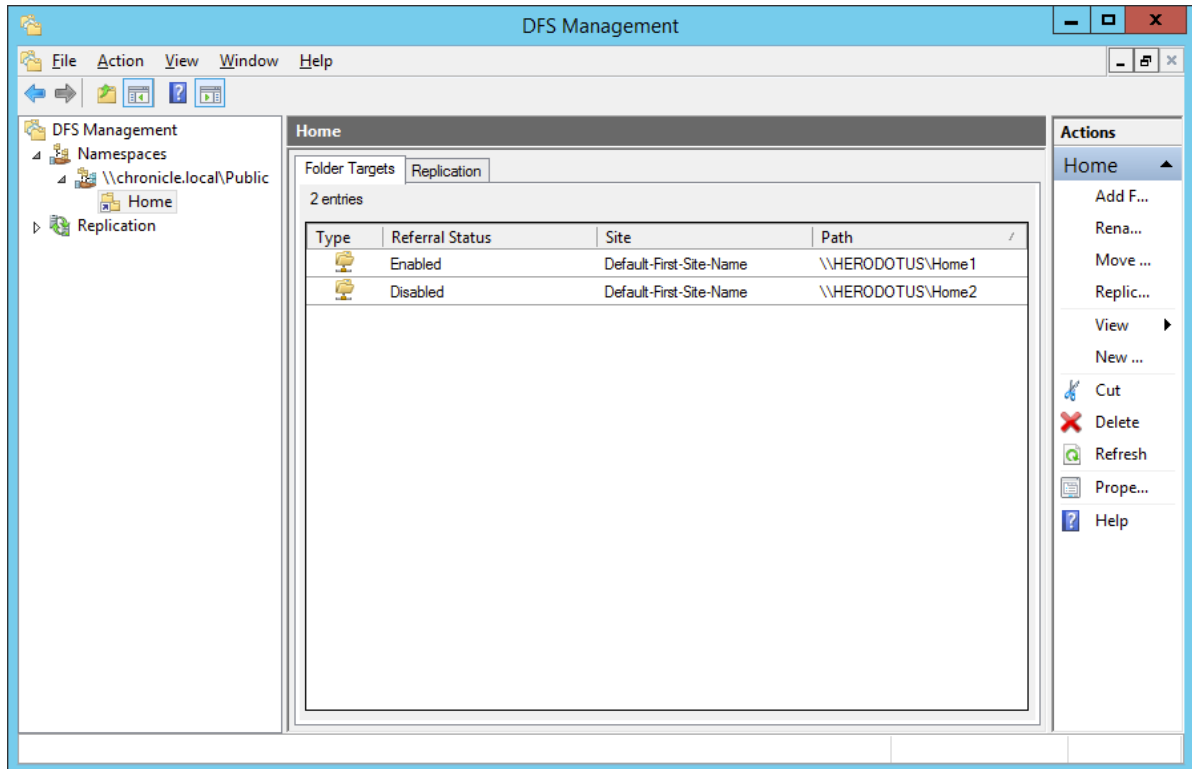 DFS Management
File Action View Window Help
DFS Management
Namespaces
\\chronicle.local\Public
Home
Replication
Home
Folder Targets Replication
2 entries
Type Referral Status Site Path
Enabled Default-First-Site-Name \\HERODOTUS\Home1
Disabled Default-First-Site-Name \\HERODOTUS\Home2
Actions
Home
Add F...
Rena...
Move ...
Replic...
View
New ...
Cut
Delete
Refresh
Prope...
Help